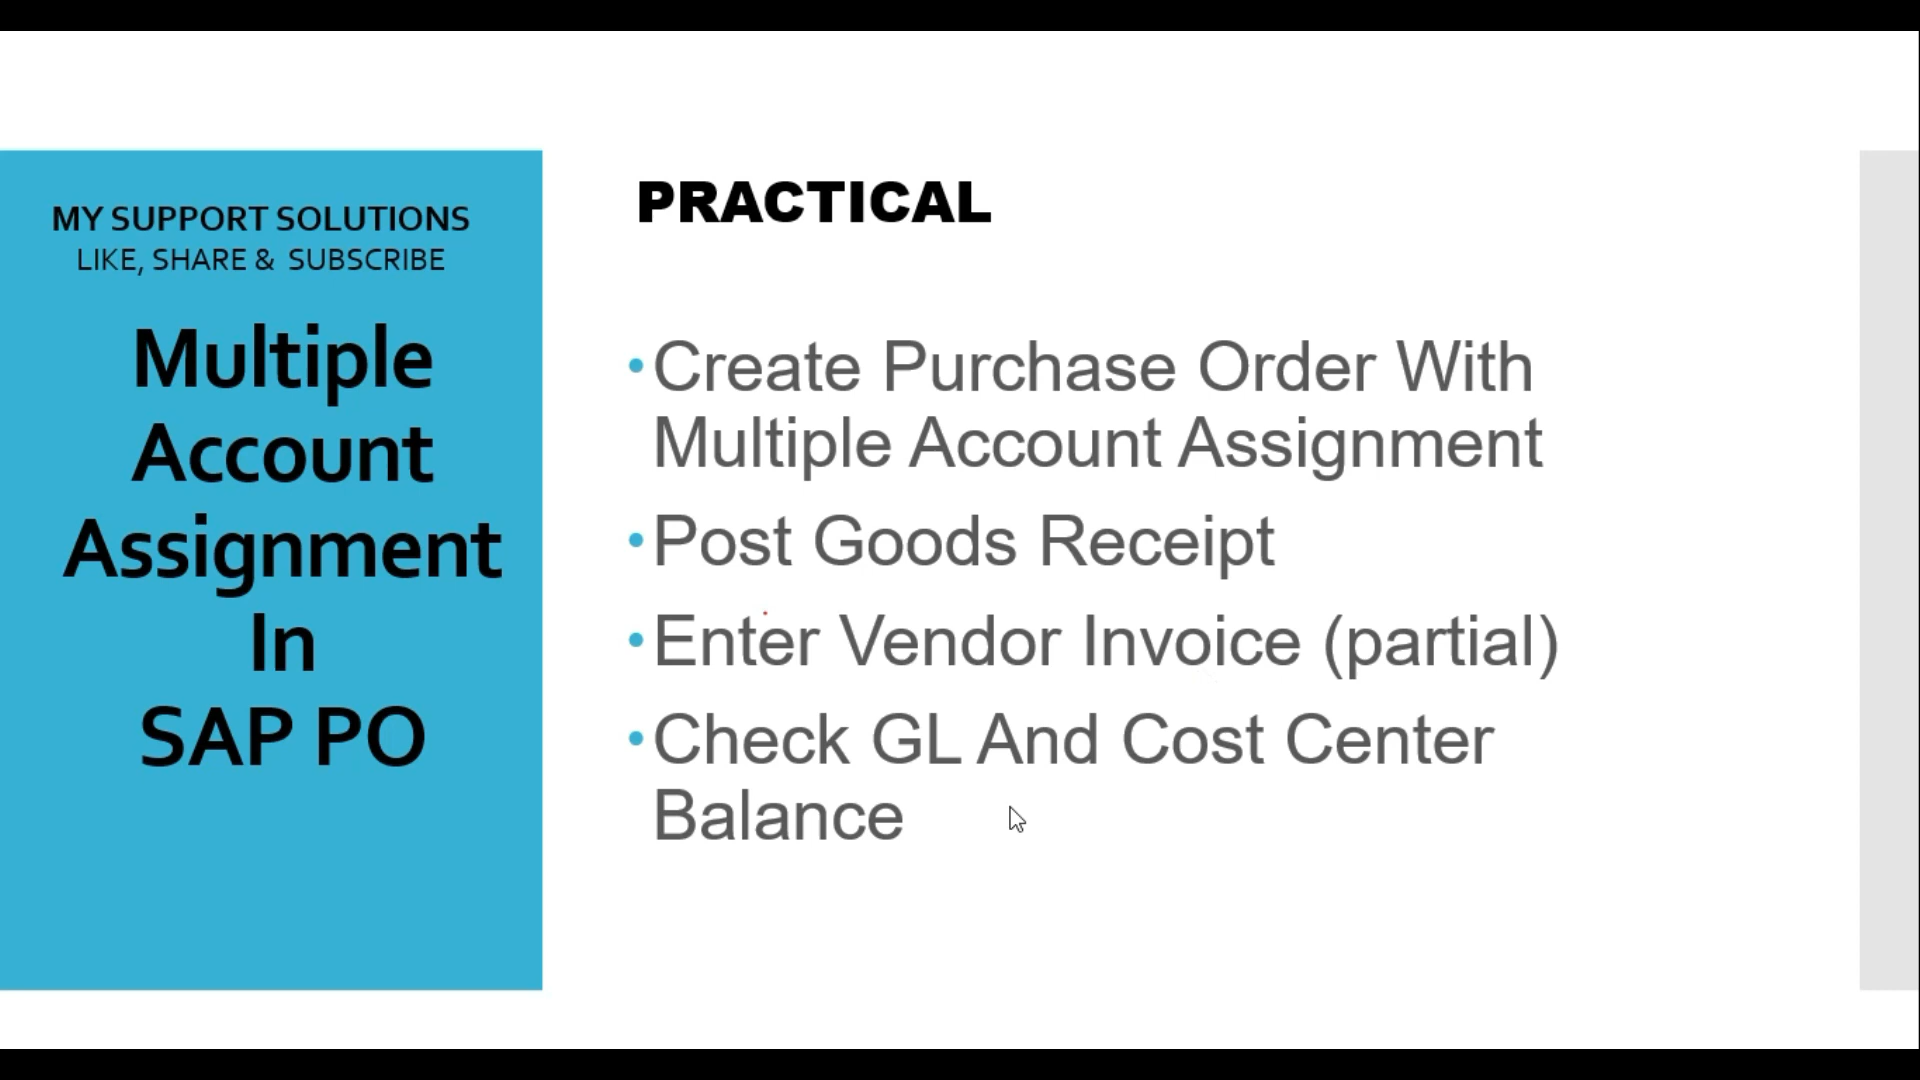 MY SUPPORT SOLUTIONS
LIKE, SHARE & SUBSCRIBE
Multiple
Account
Assignment
In
SAP PO
PRACTICAL
•Create Purchase Order With
Multiple Account Assignment
•Post Goods Receipt
•Enter Vendor Invoice (partial)
•Check GL And Cost Center
Balance